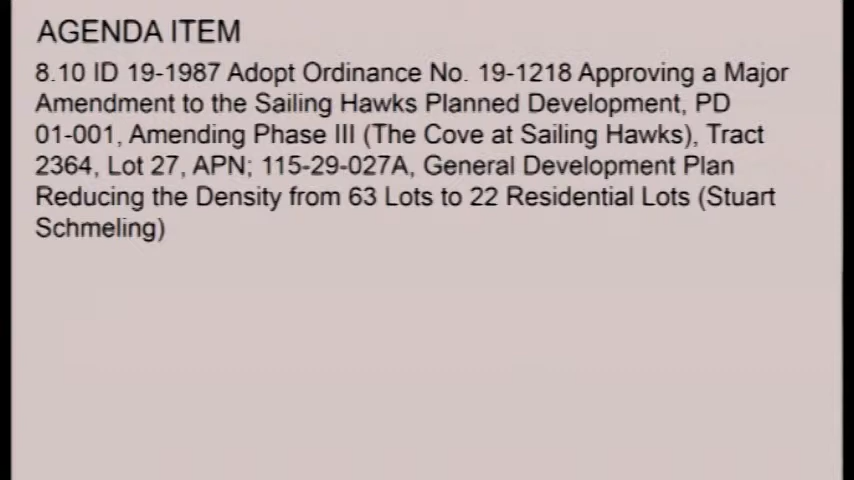 AGENDA ITEM
8.10 ID 19-1987 Adopt Ordinance No. 19-1218 Approving a Major
Amendment to the Sailing Hawks Planned Development, PD
01-001, Amending Phase III (The Cove at Sailing Hawks), Tract
2364, Lot 27, APN; 115-29-027A, General Development Plan
Reducing the Density from 63 Lots to 22 Residential Lots (Stuart
Schmeling)